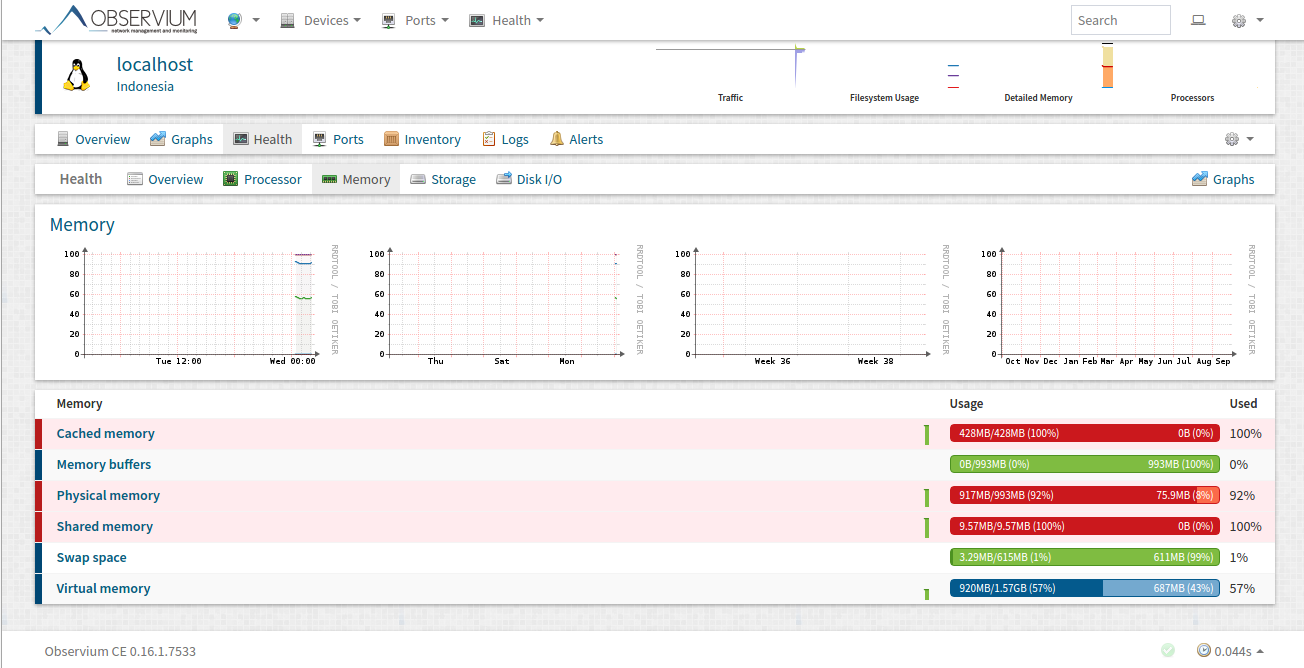 OBSERVIUM
network management and monitoring
Devices
Ports
Health
Search
localhost
Indonesia
Traffic
Filesystem Usage
Detailed Memory
Processors
Overview
Graphs
Health
Ports
Inventory
Logs
Alerts
Health
Overview
Processor
Memory
Storage
Disk I/O
Graphs
Memory
100
80
60
40
20
0
Tue 12:00
Wed 00:00
RRDTOOL / TOBI OETIKER
100
80
60
40
20
0
Thu
Sat
Mon
RRDTOOL / TOBI OETIKER
100
80
60
40
20
0
Week 36
Week 38
RRDTOOL / TOBI OETIKER
100
80
60
40
20
0
Oct Nov Dec Jan Feb Mar Apr May Jun Jul Aug Sep
RRDTOOL / TOBI OETIKER
Memory Usage Used
Cached memory 428MB/428MB (100%) 0B (0%) 100%
Memory buffers 0B/993MB (0%) 993MB (100%) 0%
Physical memory 917MB/993MB (92%) 75.9MB (8%) 92%
Shared memory 9.57MB/9.57MB (100%) 0B (0%) 100%
Swap space 3.29MB/615MB (1%) 611MB (99%) 1%
Virtual memory 920MB/1.57GB (57%) 687MB (43%) 57%
Observium CE 0.16.1.7533
0.044s